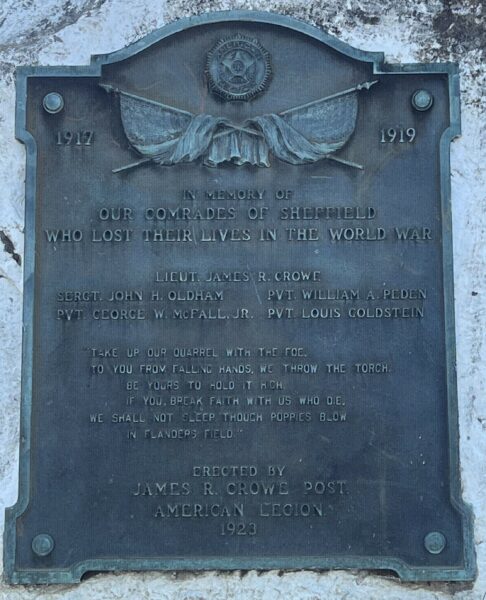 1917
1919
IN MEMORY OF
OUR COMRADES OF SHEFFIELD
WHO LOST THEIR LIVES IN THE WORLD WAR
LIEUT. JAMES R. CROWE
SERGT. JOHN H. OLDHAM PVT. WILLIAM A. PEDEN
PVT. GEORGE W. McFALL, JR. PVT. LOUIS GOLDSTEIN
"TAKE UP OUR QUARREL WITH THE FOE,
TO YOU FROM FALLING HANDS, WE THROW THE TORCH,
BE YOURS TO HOLD IT HIGH,
IF YOU, BREAK FAITH WITH US WHO DIE,
WE SHALL NOT SLEEP THOUGH POPPIES BLOW
IN FLANDERS FIELD."
ERECTED BY
JAMES R. CROWE POST.
AMERICAN LEGION.
1923